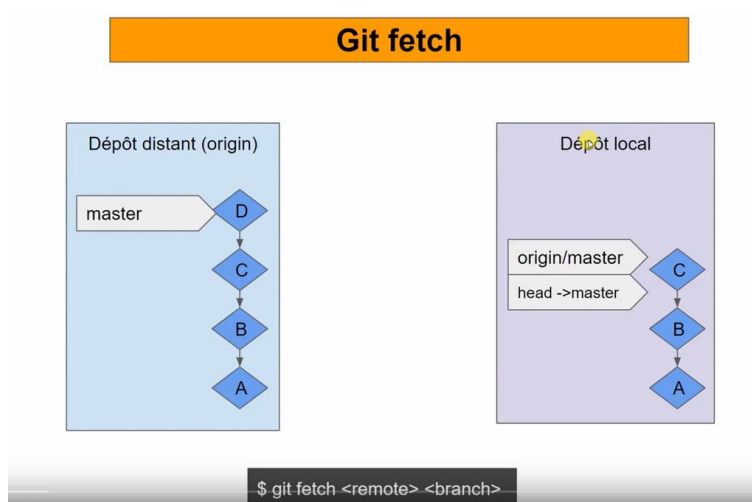 Git fetch
Dépôt distant (origin)
master
D
C
B
A
Dépôt local
origin/master
head ->master
C
B
A
$ git fetch <remote> <branch>